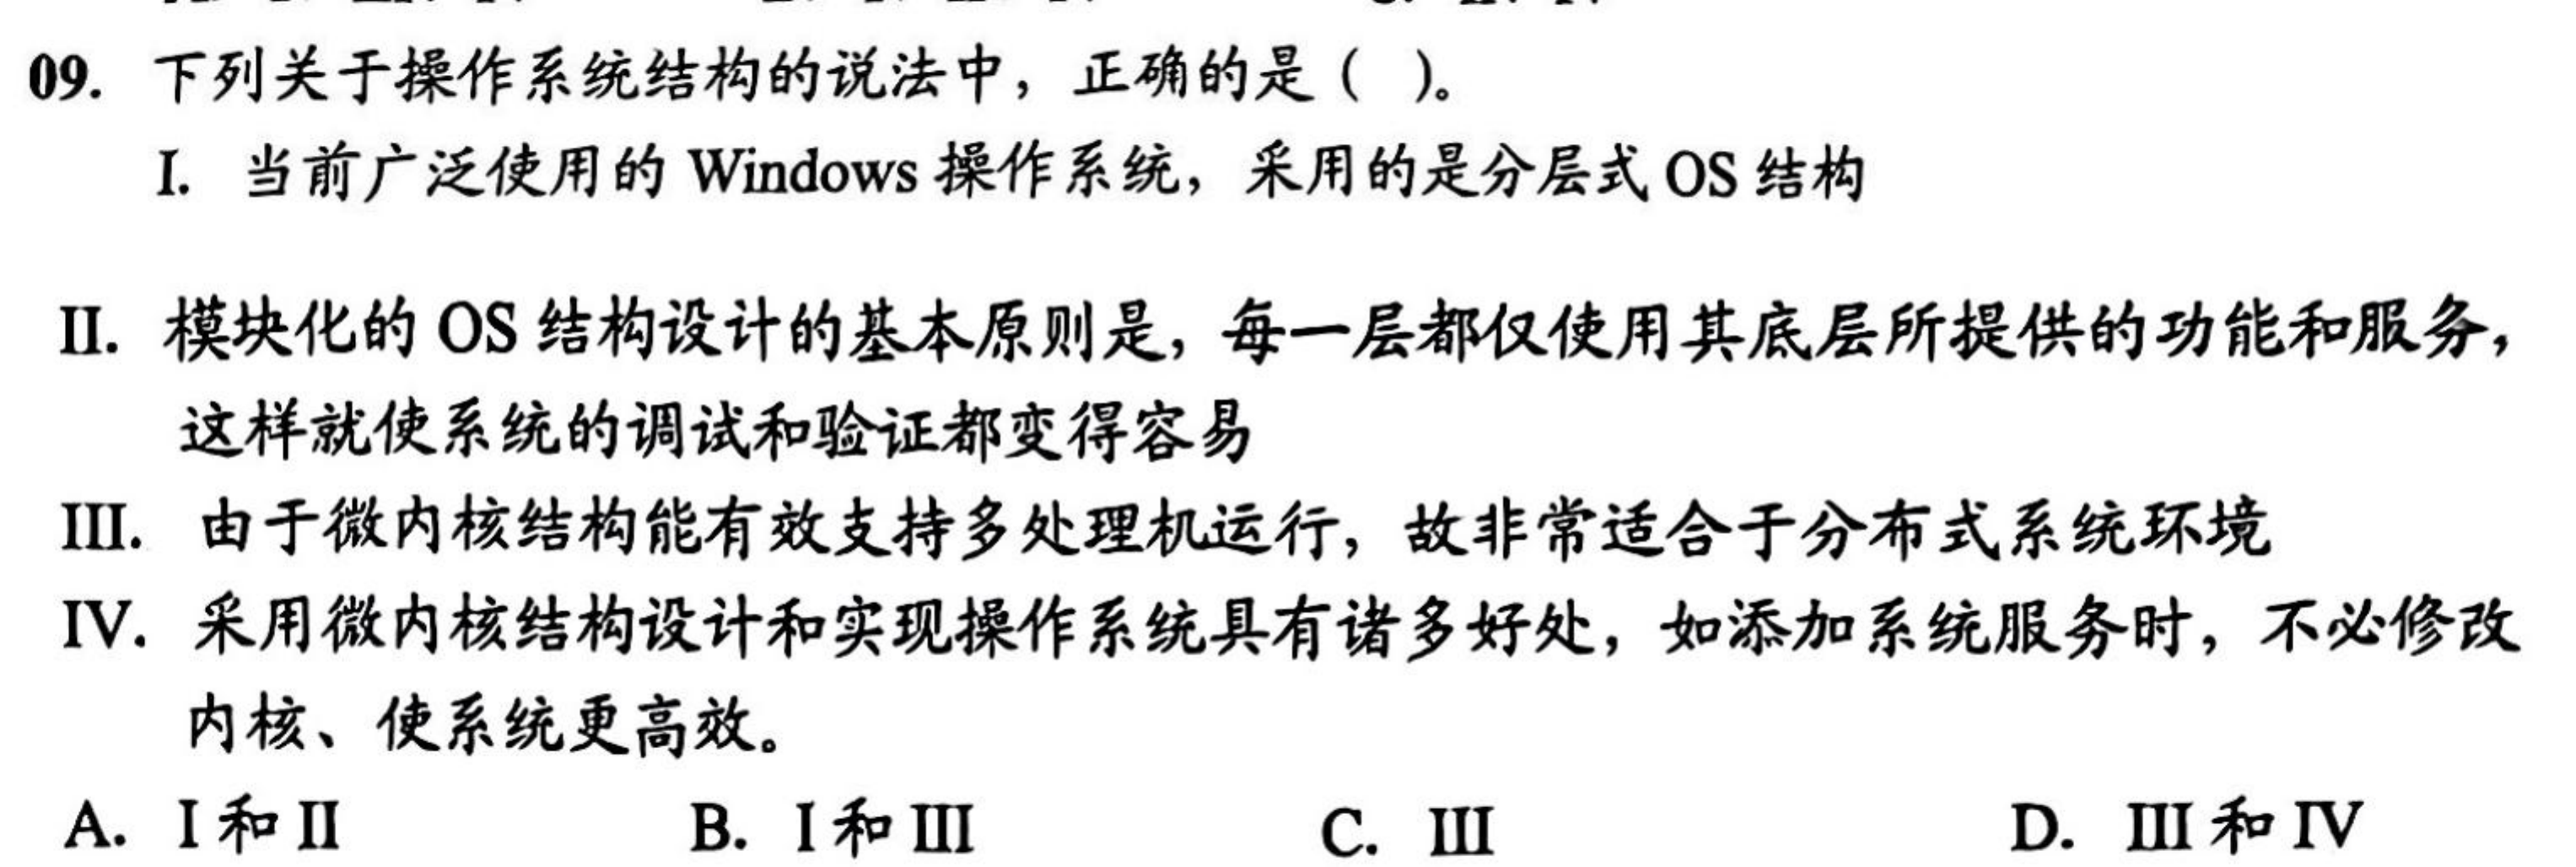 09. 下列关于操作系统结构的说法中，正确的是（ ）。
I. 当前广泛使用的 Windows 操作系统，采用的是分层式 OS 结构
II. 模块化的 OS 结构设计的基本原则是，每一层都仅使用其底层所提供的功能和服务，
这样就使系统的调试和验证都变得容易
III. 由于微内核结构能有效支持多处理机运行，故非常适合于分布式系统环境
IV. 采用微内核结构设计和实现操作系统具有诸多好处，如添加系统服务时，不必修改
内核、使系统更高效。
A. I 和 II B. I 和 III C. III D. III 和 IV